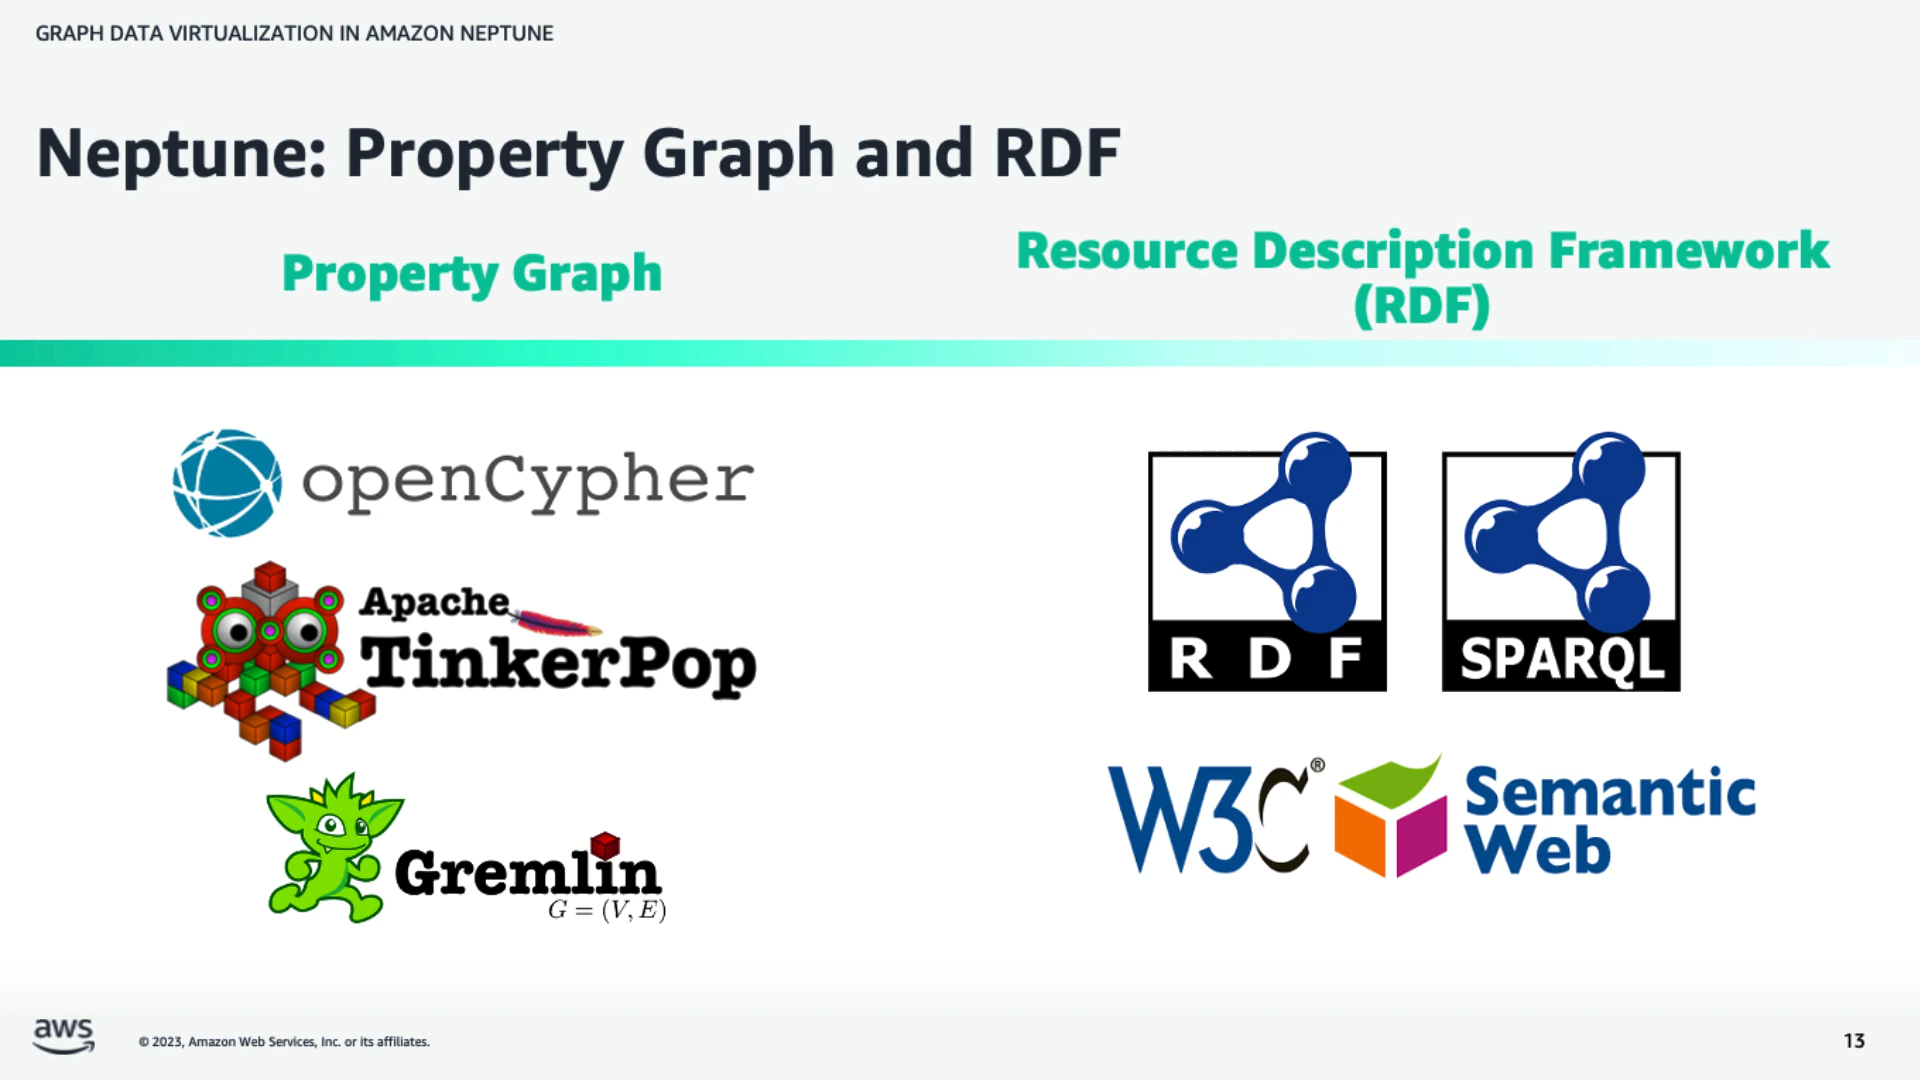 GRAPH DATA VIRTUALIZATION IN AMAZON NEPTUNE
Neptune: Property Graph and RDF
Property Graph
Resource Description Framework
(RDF)
openCypher
Apache
TinkerPop
Gremlin
G = (V, E)
RDF
SPARQL
W3C®
Semantic
Web
aws
© 2023, Amazon Web Services, Inc. or its affiliates.
13